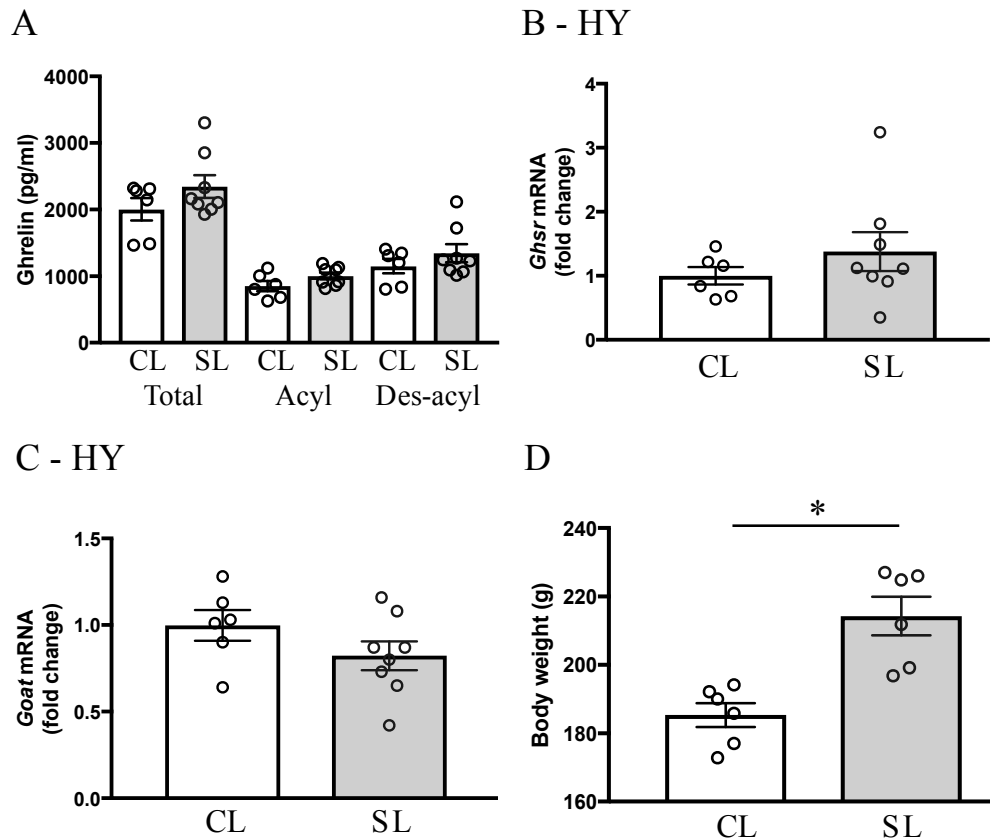 A
Ghrelin (pg/ml)
4000
3000
2000
1000
0
CL SL CL SL CL SL
Total Acyl Des-acyl
B - HY
Ghsr mRNA
(fold change)
4
3
2
1
0
CL SL
C - HY
Goat mRNA
(fold change)
1.5
1.0
0.5
0.0
CL SL
D
*
Body weight (g)
240
220
200
180
160
CL SL